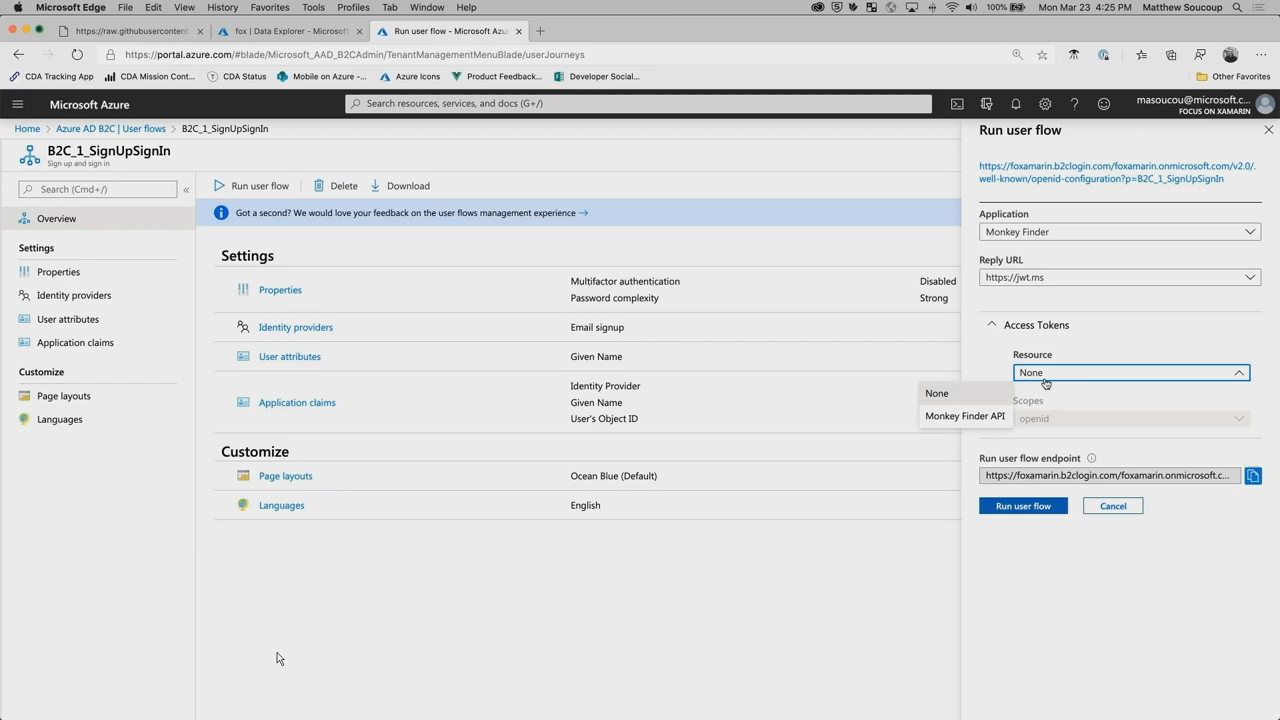 Microsoft Edge File Edit View History Favorites Tools Profiles Tab Window Help 100% Mon Mar 23 4:25 PM Matthew Soucoup
https://raw.githubusercontent fox | Data Explorer - Microsoft Run user flow - Microsoft Az
https://portal.azure.com/#blade/Microsoft_AAD_B2CAdmin/TenantManagementMenuBlade/userJourneys
CDA Tracking App CDA Mission Cont... CDA Status Mobile on Azure -... Azure Icons Product Feedback... Developer Social... Other Favorites
Microsoft Azure Search resources, services, and docs (G+/) masoucou@microsoft.c...
FOCUS ON XAMARIN
Home > Azure AD B2C | User flows > B2C_1_SignUpSignIn
B2C_1_SignUpSignIn
Sign up and sign in
Search (Cmd+/)
Overview
Settings
Properties
Identity providers
User attributes
Application claims
Customize
Page layouts
Languages
Run user flow Delete Download
Got a second? We would love your feedback on the user flows management experience →
Settings
Properties Multifactor authentication Disabled
Password complexity Strong
Identity providers Email signup
User attributes Given Name
Application claims Identity Provider
Given Name
User's Object ID
Customize
Page layouts Ocean Blue (Default)
Languages English
Run user flow
https://foxamarin.b2clogin.com/foxamarin.onmicrosoft.com/v2.0/.
well-known/openid-configuration?p=B2C_1_SignUpSignIn
Application
Monkey Finder
Reply URL
https://jwt.ms
Access Tokens
Resource
None
None
Monkey Finder API
Scopes
openid
Run user flow endpoint
https://foxamarin.b2clogin.com/foxamarin.onmicrosoft.c...
Run user flow Cancel